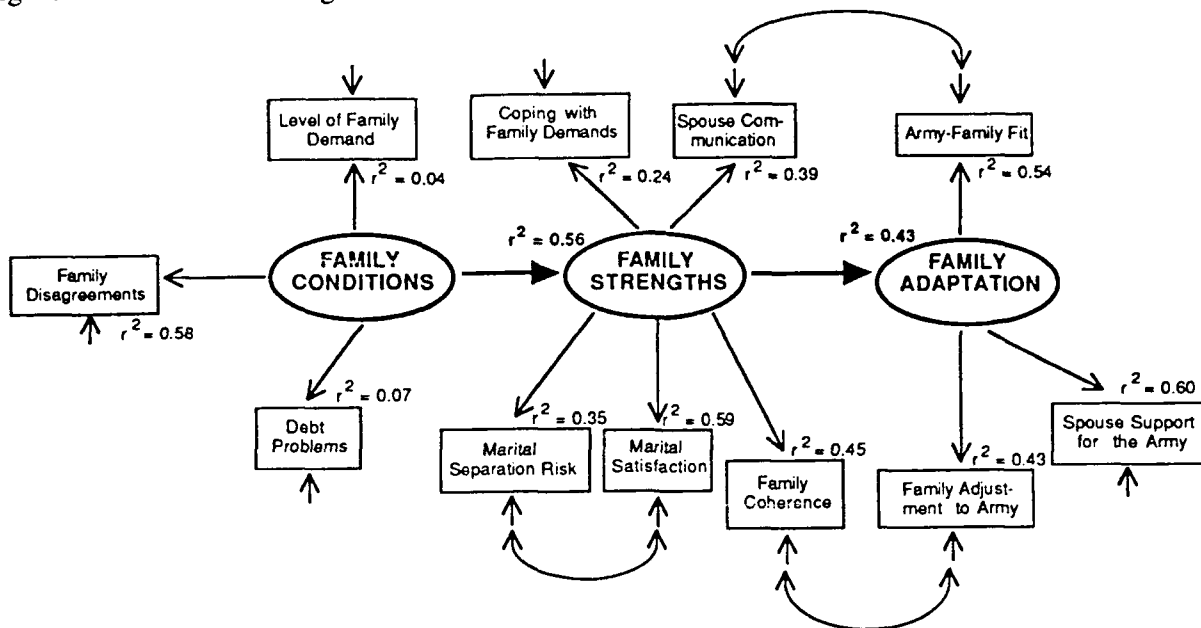 Level of Family
Demand
r² = 0.04
Coping with
Family Demands
r² = 0.24
Spouse Com-
munication
r² = 0.39
Army-Family Fit
r² = 0.54
Family
Disagreements
r² = 0.58
FAMILY
CONDITIONS
r² = 0.56
FAMILY
STRENGTHS
r² = 0.43
FAMILY
ADAPTATION
r² = 0.07
Debt
Problems
r² = 0.35
Marital
Separation Risk
r² = 0.59
Marital
Satisfaction
r² = 0.45
Family
Coherence
r² = 0.43
Family Adjust-
ment to Army
r² = 0.60
Spouse Support
for the Army